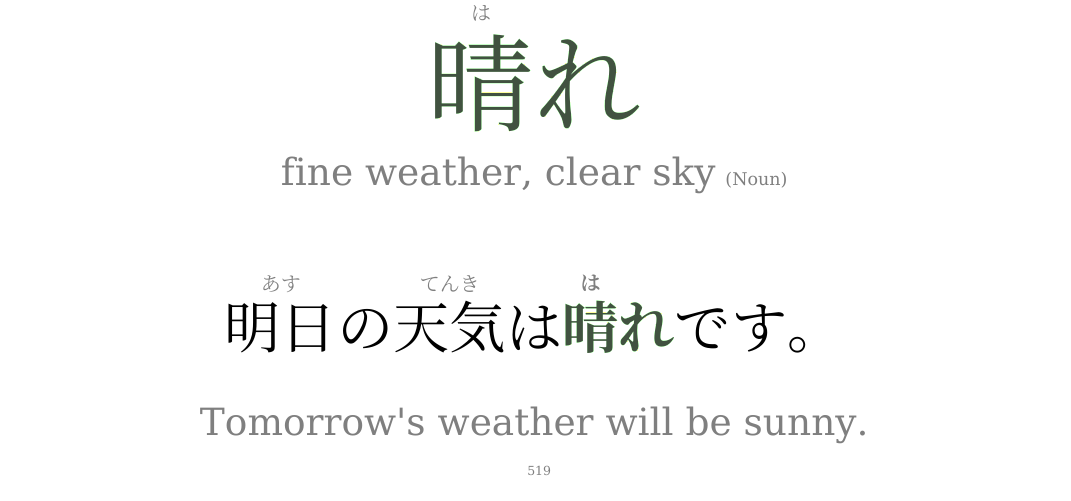 は
晴れ
fine weather, clear sky (Noun)
あす てんき は
明日の天気は晴れです。
Tomorrow's weather will be sunny.
519